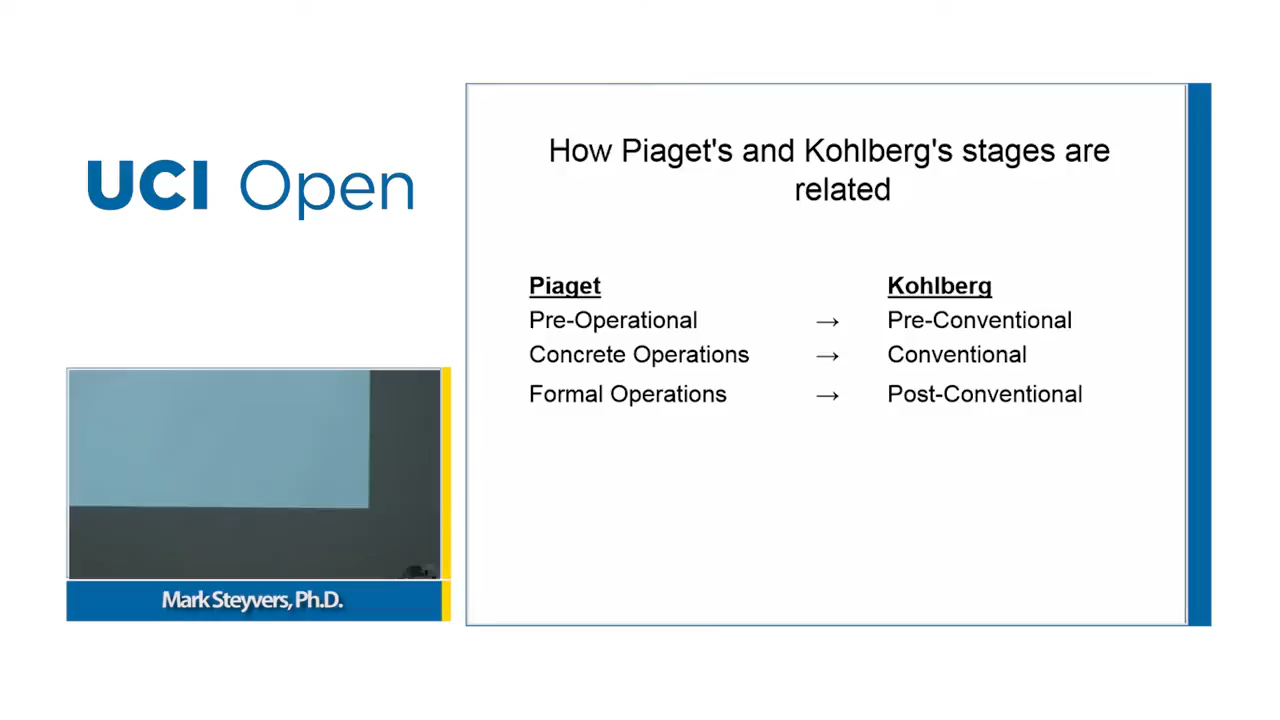 UCI Open
How Piaget's and Kohlberg's stages are
related
Piaget Kohlberg
Pre-Operational → Pre-Conventional
Concrete Operations → Conventional
Formal Operations → Post-Conventional
Mark Steyvers, Ph.D.